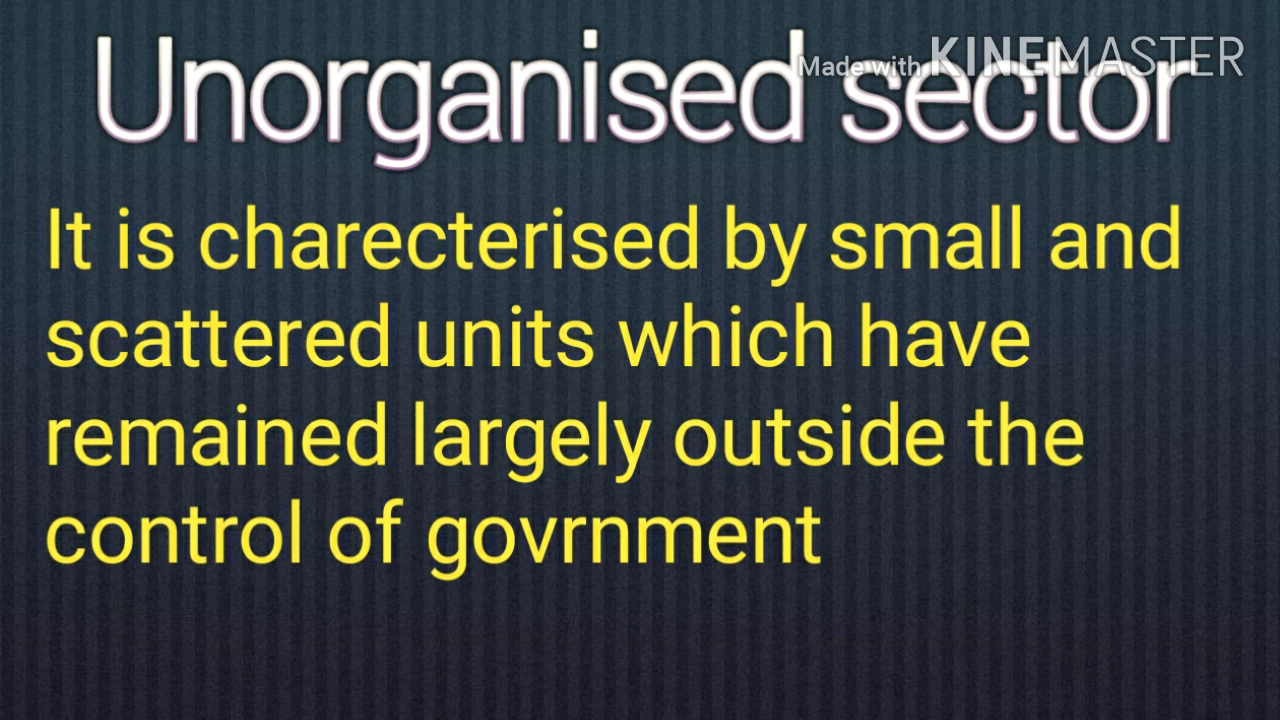 Unorganised sector
Made with KINEMASTER
It is charecterised by small and
scattered units which have
remained largely outside the
control of govrnment